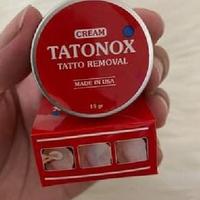 CREAM
TATONOX
TATTO REMOVAL
MADE IN USA
15 gr